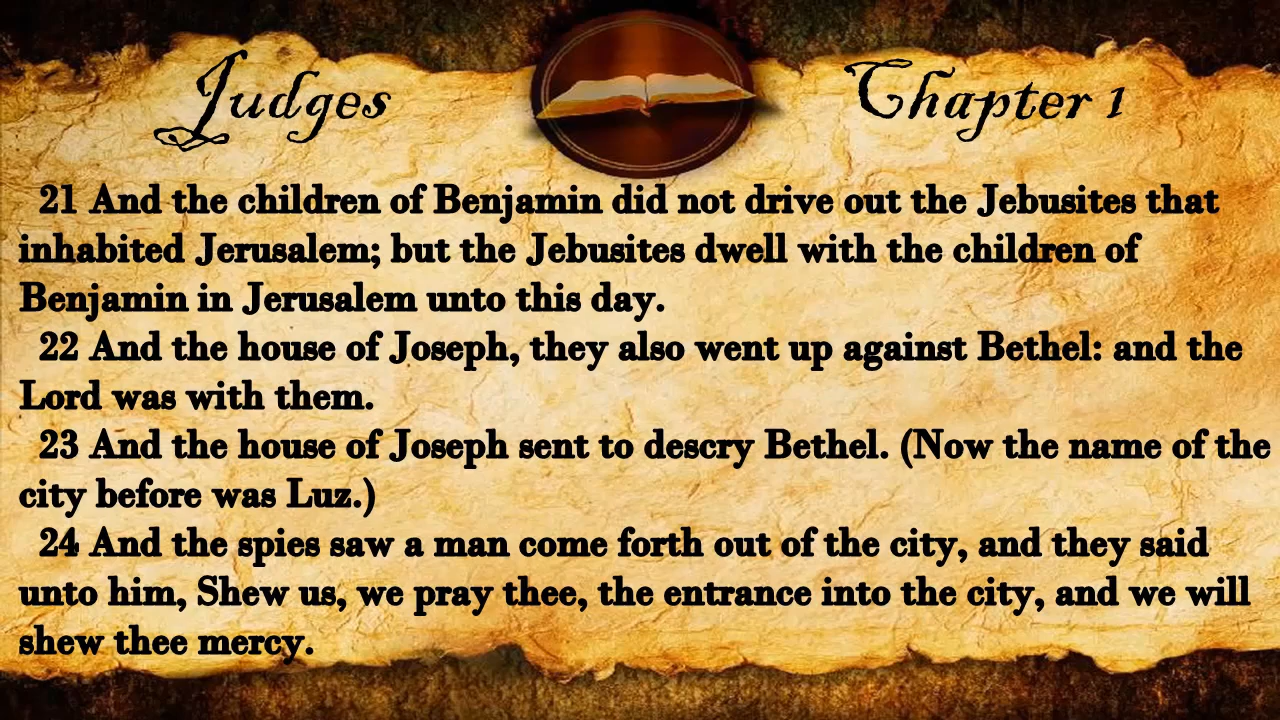 Judges
Chapter 1
21 And the children of Benjamin did not drive out the Jebusites that
inhabited Jerusalem; but the Jebusites dwell with the children of
Benjamin in Jerusalem unto this day.
22 And the house of Joseph, they also went up against Bethel: and the
Lord was with them.
23 And the house of Joseph sent to descry Bethel. (Now the name of the
city before was Luz.)
24 And the spies saw a man come forth out of the city, and they said
unto him, Shew us, we pray thee, the entrance into the city, and we will
shew thee mercy.